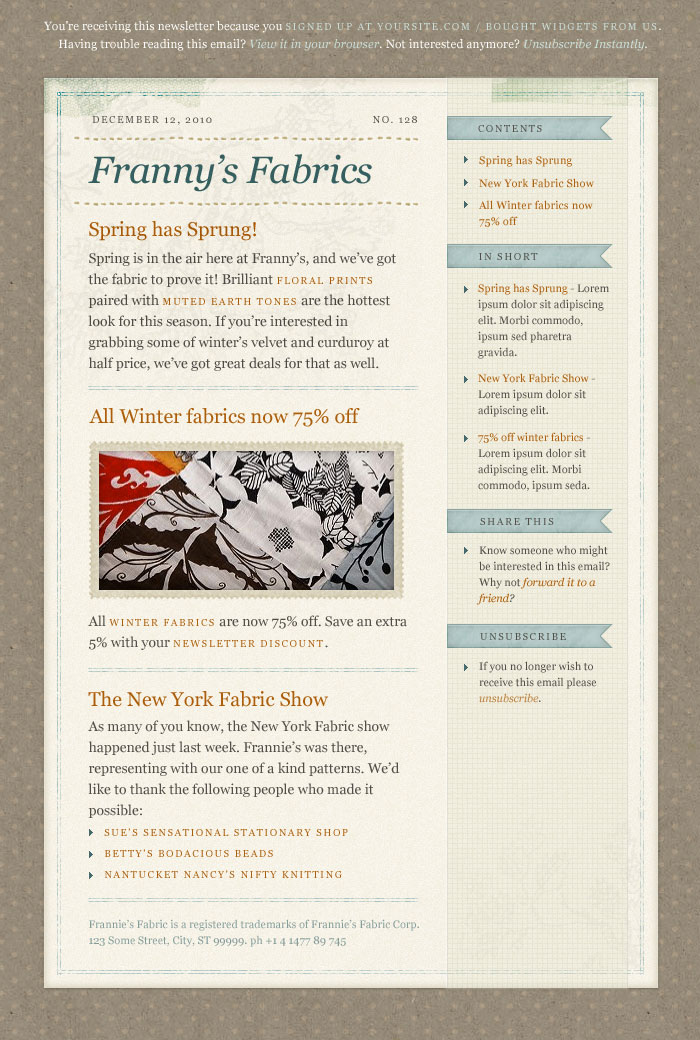 You're receiving this newsletter because you SIGNED UP AT YOURSITE.COM / BOUGHT WIDGETS FROM US.
Having trouble reading this email? View it in your browser. Not interested anymore? Unsubscribe Instantly.
DECEMBER 12, 2010 NO. 128
Franny's Fabrics
Spring has Sprung!
Spring is in the air here at Franny's, and we've got
the fabric to prove it! Brilliant FLORAL PRINTS
paired with MUTED EARTH TONES are the hottest
look for this season. If you're interested in
grabbing some of winter's velvet and curduroy at
half price, we've got great deals for that as well.
All Winter fabrics now 75% off
All WINTER FABRICS are now 75% off. Save an extra
5% with your NEWSLETTER DISCOUNT.
The New York Fabric Show
As many of you know, the New York Fabric show
happened just last week. Frannie's was there,
representing with our one of a kind patterns. We'd
like to thank the following people who made it
possible:
SUE'S SENSATIONAL STATIONARY SHOP
BETTY'S BODACIOUS BEADS
NANTUCKET NANCY'S NIFTY KNITTING
Frannie's Fabric is a registered trademarks of Frannie's Fabric Corp.
123 Some Street, City, ST 99999. ph +1 4 1477 89 745
CONTENTS
Spring has Sprung
New York Fabric Show
All Winter fabrics now
75% off
IN SHORT
Spring has Sprung - Lorem
ipsum dolor sit adipiscing
elit. Morbi commodo,
ipsum sed pharetra
gravida.
New York Fabric Show -
Lorem ipsum dolor sit
adipiscing elit.
75% off winter fabrics -
Lorem ipsum dolor sit
adipiscing elit. Morbi
commodo, ipsum seda.
SHARE THIS
Know someone who might
be interested in this email?
Why not forward it to a
friend?
UNSUBSCRIBE
If you no longer wish to
receive this email please
unsubscribe.